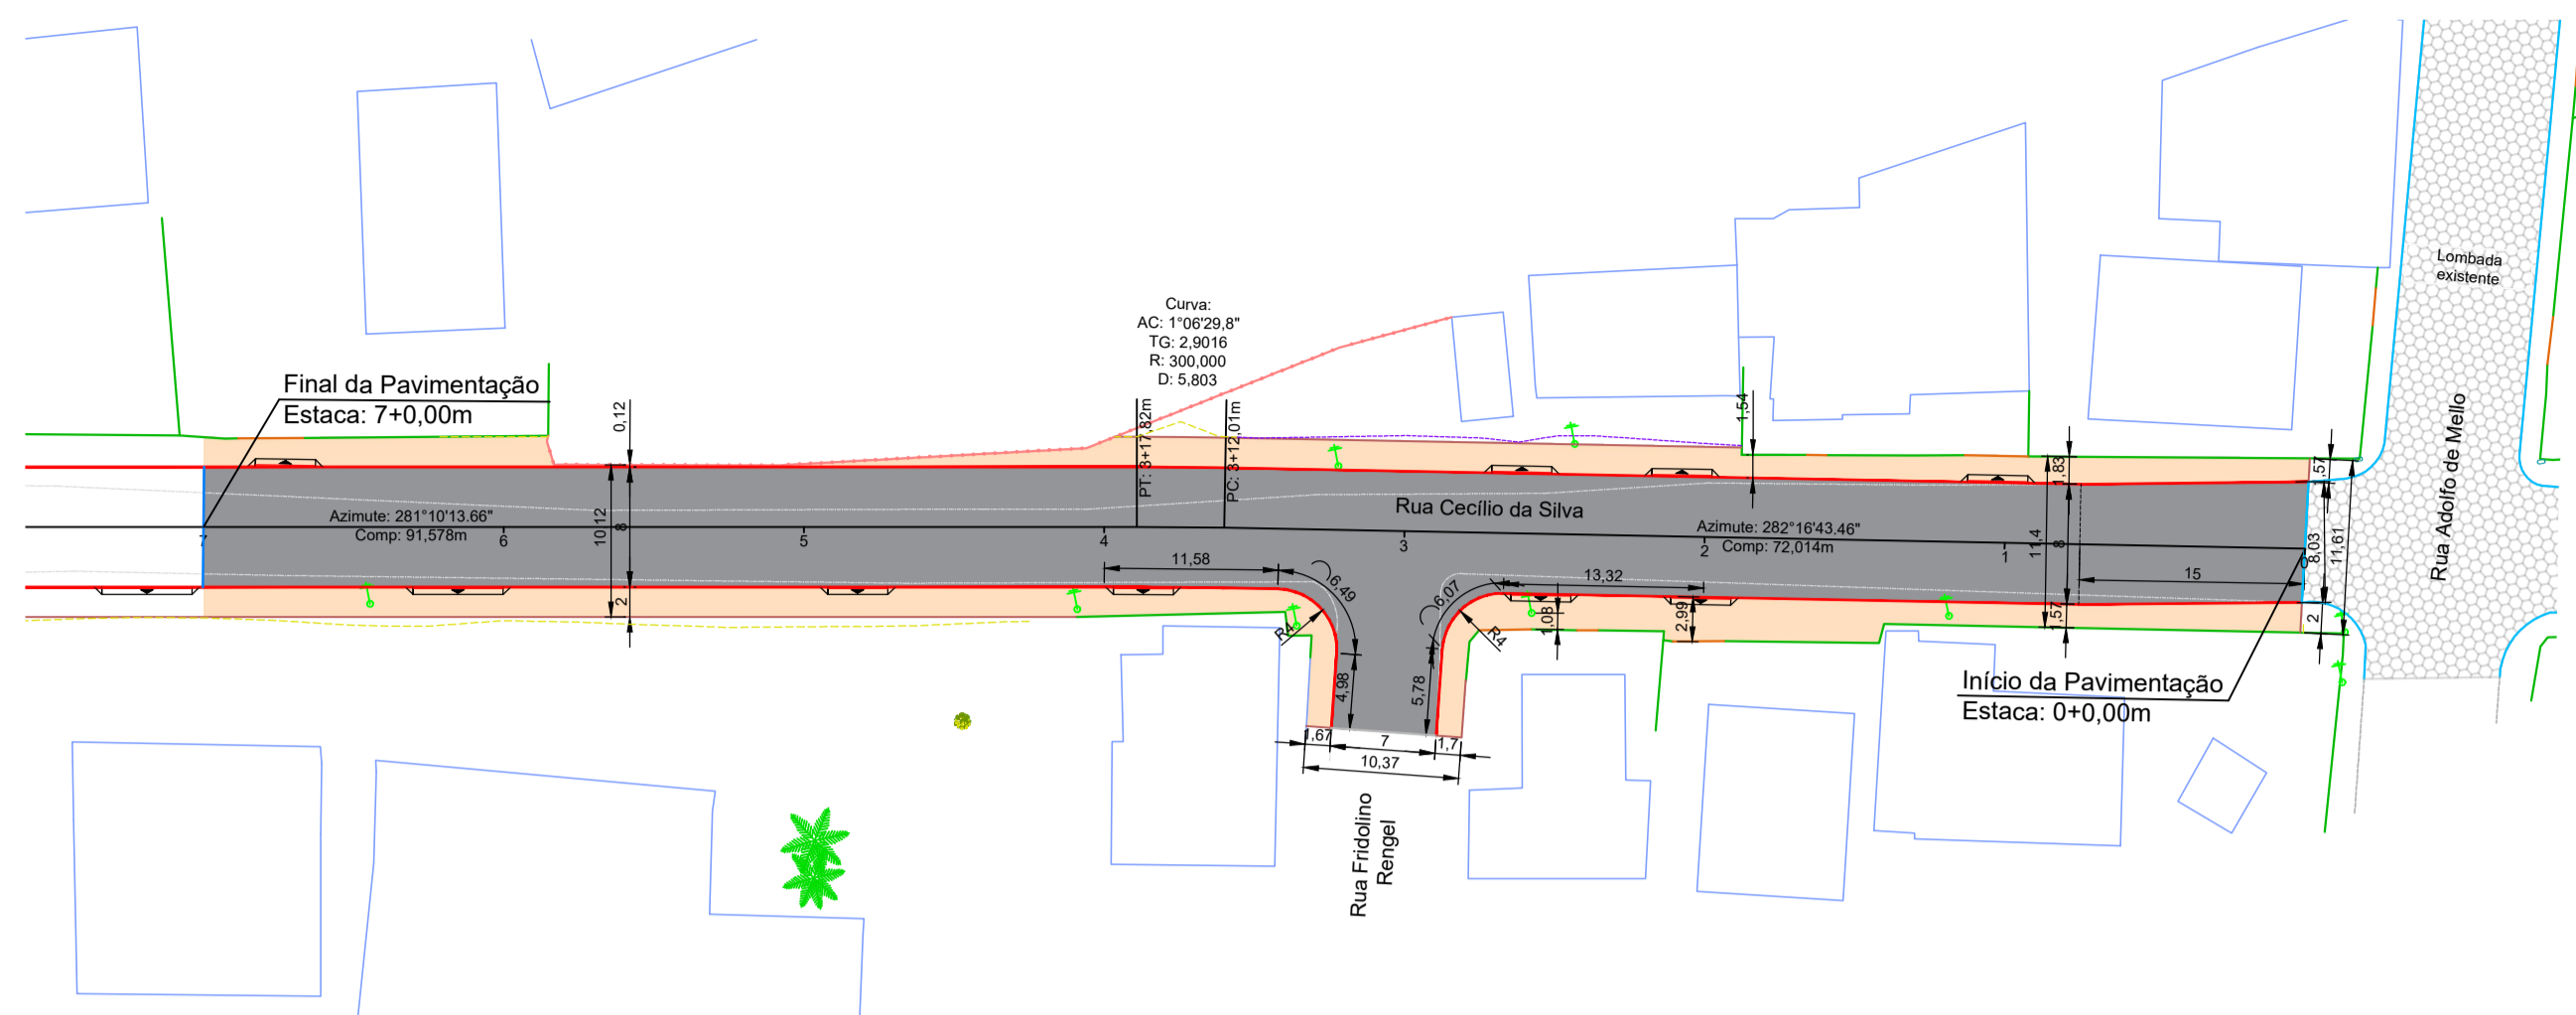 Lombada
existente
Curva:
AC: 1°06'29,8"
TG: 2,9016
R: 300,000
D: 5,803
Final da Pavimentação
Estaca: 7+0,00m
0,12
PT: 3+17,82m
PC: 3+12,01m
1,54
1,83
1,57
Rua Adolfo de Mello
Azimute: 281°10'13.66"
Comp: 91,578m
Rua Cecílio da Silva
Azimute: 282°16'43.46"
Comp: 72,014m
7
6
5
4
3
2
1
0
10,12
8
2
11,58
6,49
6,07
13,32
11,4
8
15
8,03
11,61
R4
R4
1,08
2,99
1,57
2
4,98
5,78
1,67
7
1,7
10,37
Início da Pavimentação
Estaca: 0+0,00m
Rua Fridolino
Rengel